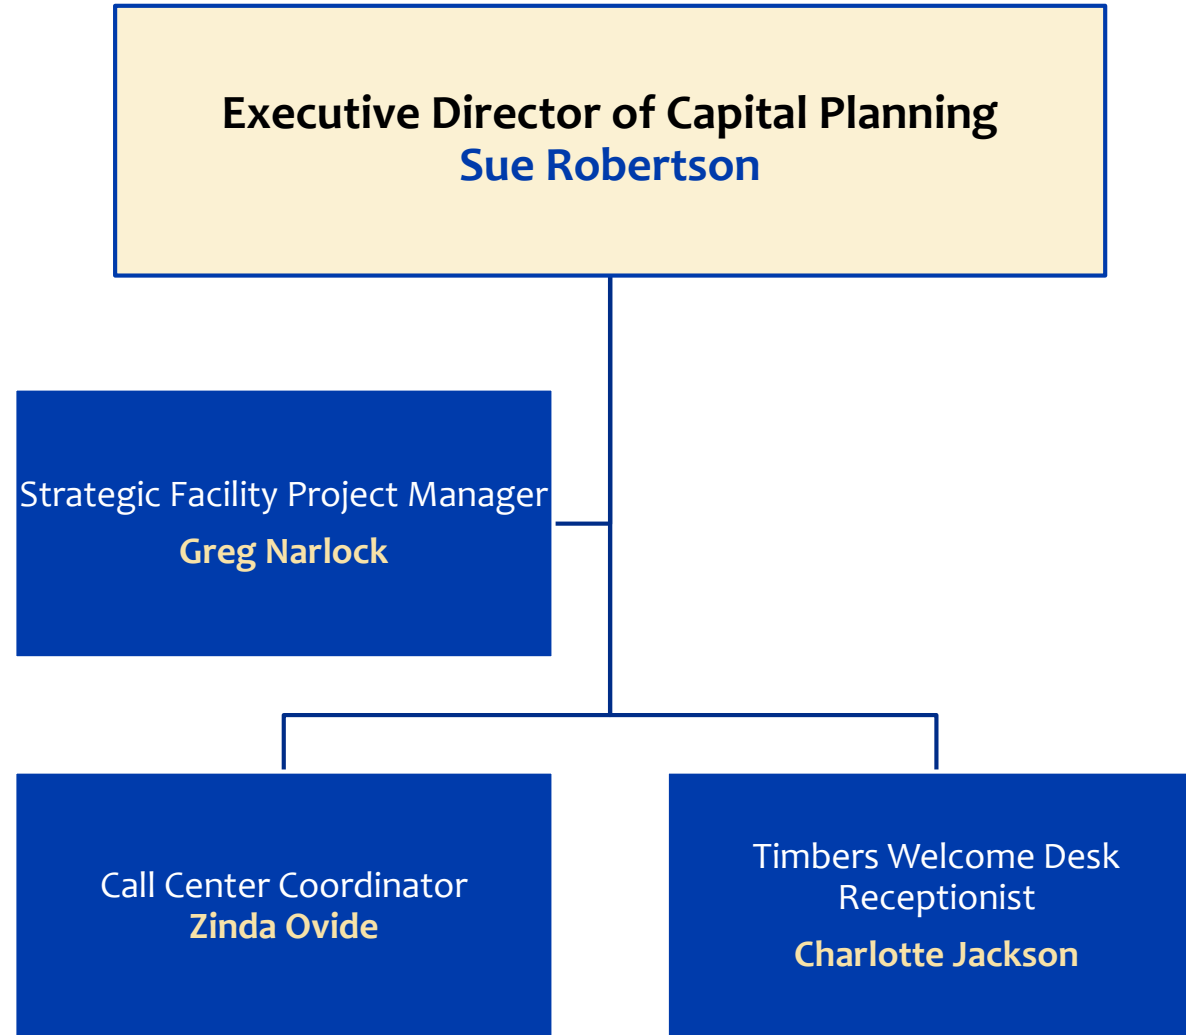 Executive Director of Capital Planning
Sue Robertson
Strategic Facility Project Manager
Greg Narlock
Call Center Coordinator
Zinda Ovide
Timbers Welcome Desk
Receptionist
Charlotte Jackson